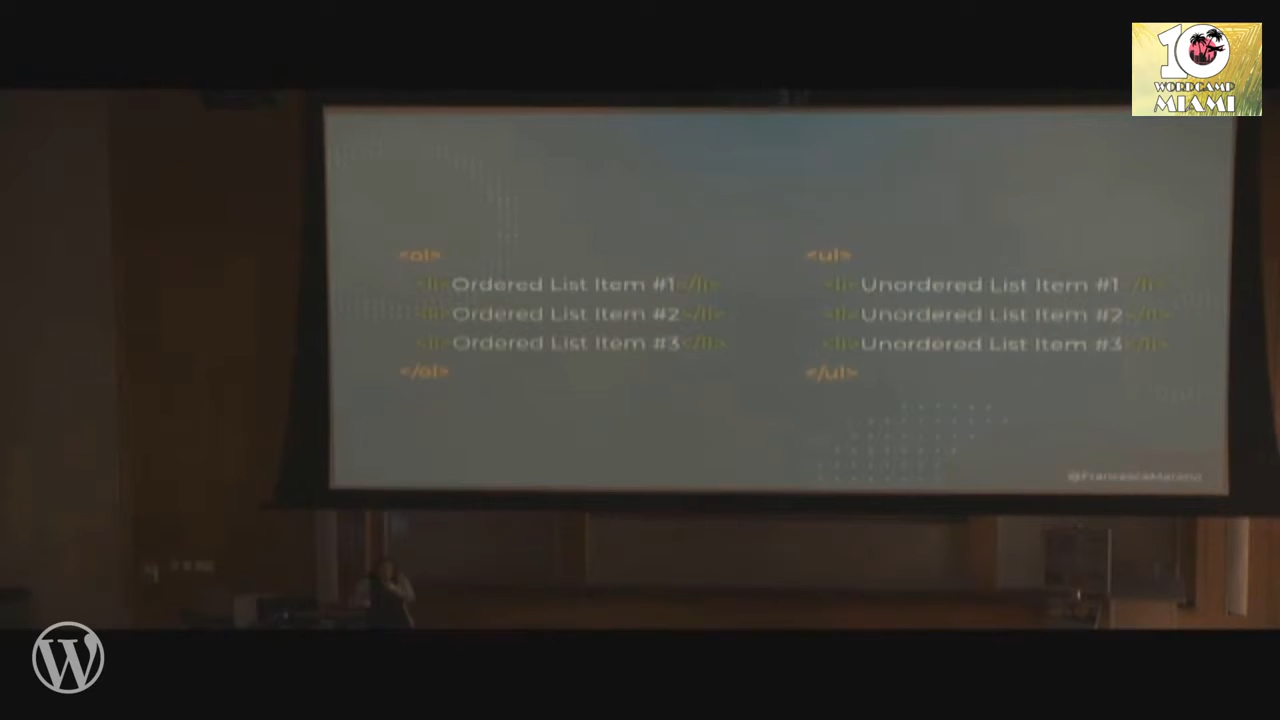 10
WORDCAMP
MIAMI
<ol>
<li>Ordered List Item #1</li>
<li>Ordered List Item #2</li>
<li>Ordered List Item #3</li>
</ol>
<ul>
<li>Unordered List Item #1 </li>
<li>Unordered List Item #2</li>
<li>Unordered List Item #3</li>
</ul>
@FrancescaMarano
W